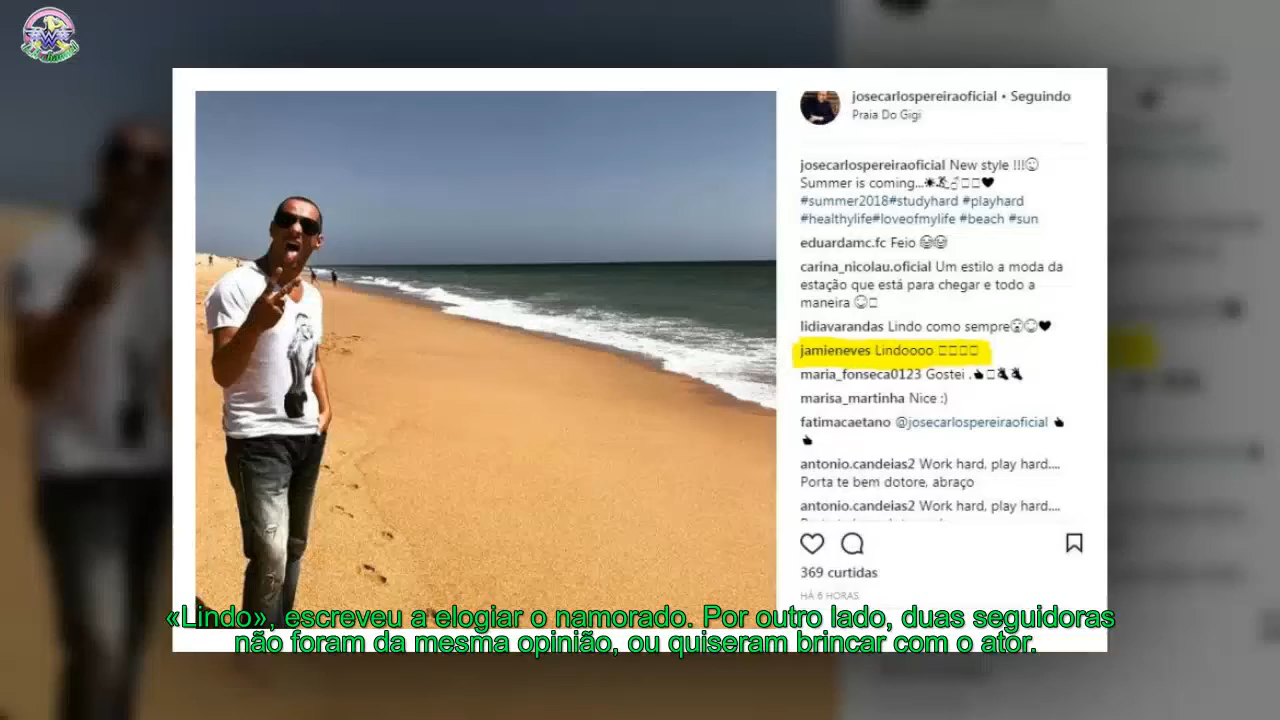 josecarlospereiraoficial • Seguindo
Praia Do Gigi
josecarlospereiraoficial New style !!!
Summer is coming...
#summer2018#studyhard #playhard
#healthylife#loveofmylife #beach #sun
eduardamc.fc Feio
carina_nicolau.oficial Um estilo a moda da
estação que está para chegar e todo a
maneira
lidiavarandas Lindo como sempre
jamieneves Lindoooo
maria_fonseca0123 Gostei .
marisa_martinha Nice :)
fatimacaetano @josecarlospereiraoficial
antonio.candeias2 Work hard, play hard....
Porta te bem dotore, abraço
antonio.candeias2 Work hard, play hard....
369 curtidas
HÁ 6 HORAS
«Lindo», escreveu a elogiar o namorado. Por outro lado, duas seguidoras
não foram da mesma opinião, ou quiseram brincar com o ator.